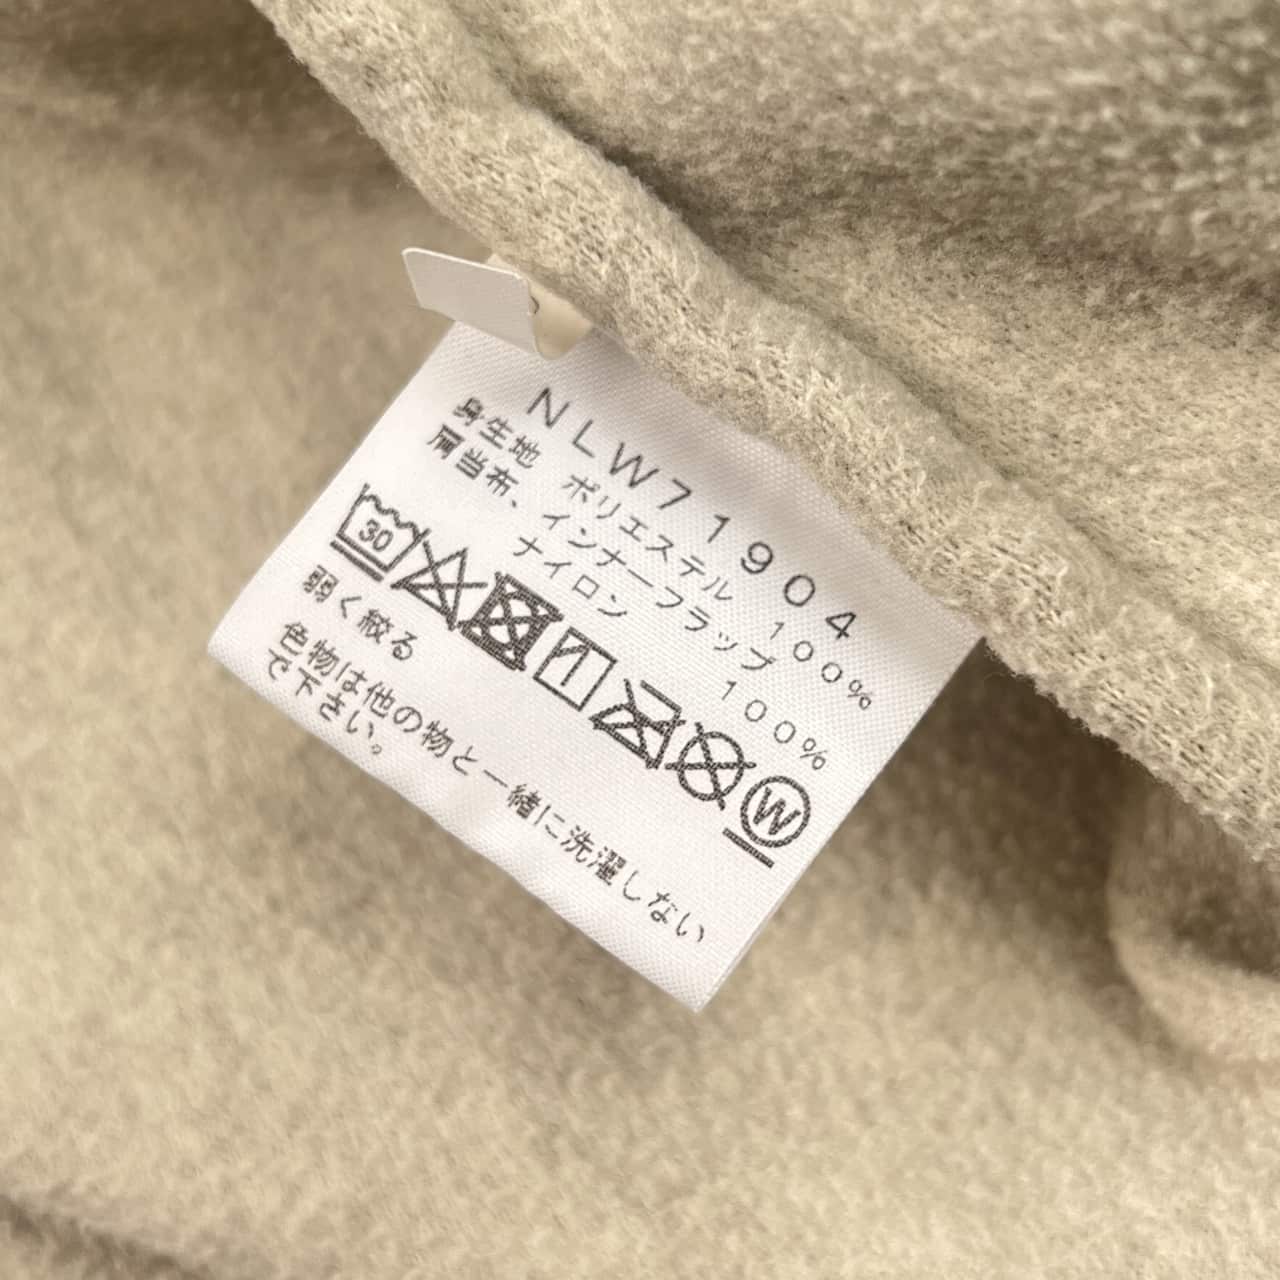 NLW71904
身生地 ポリエステル 100%
肩当布、インナーフラップ
ナイロン 100%
30
W
弱く絞る
色物は他の物と一緒に洗濯しない
で下さい。